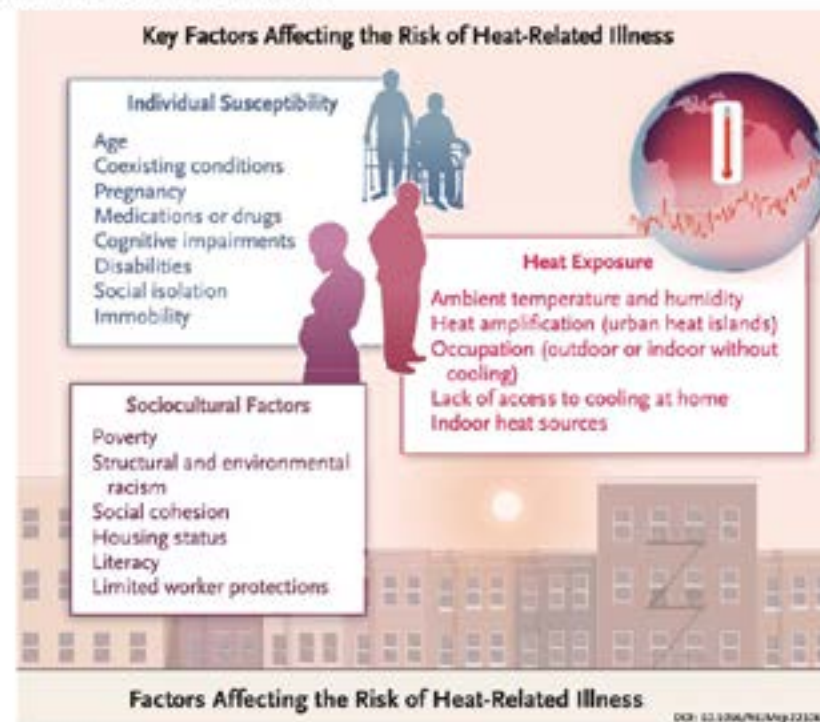 Key Factors Affecting the Risk of Heat-Related Illness
Individual Susceptibility
Age
Coexisting conditions
Pregnancy
Medications or drugs
Cognitive impairments
Disabilities
Social isolation
Immobility
Heat Exposure
Ambient temperature and humidity
Heat amplification (urban heat islands)
Occupation (outdoor or indoor without
cooling)
Lack of access to cooling at home
Indoor heat sources
Sociocultural Factors
Poverty
Structural and environmental
racism
Social cohesion
Housing status
Literacy
Limited worker protections
Factors Affecting the Risk of Heat-Related Illness
DOI: